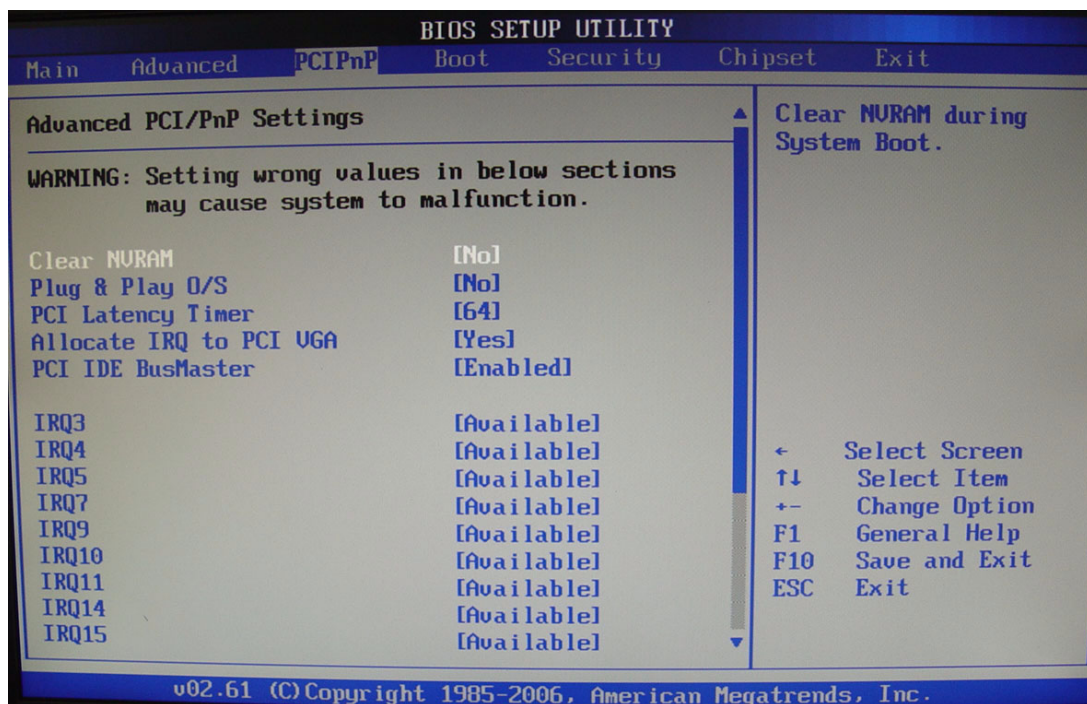 BIOS SETUP UTILITY
Main Advanced PCIPnP Boot Security Chipset Exit
Advanced PCI/PnP Settings
WARNING: Setting wrong values in below sections
may cause system to malfunction.
Clear NVRAM [No]
Plug & Play O/S [No]
PCI Latency Timer [64]
Allocate IRQ to PCI VGA [Yes]
PCI IDE BusMaster [Enabled]
IRQ3 [Available]
IRQ4 [Available]
IRQ5 [Available]
IRQ7 [Available]
IRQ9 [Available]
IRQ10 [Available]
IRQ11 [Available]
IRQ14 [Available]
IRQ15 [Available]
Clear NVRAM during
System Boot.
← Select Screen
↑↓ Select Item
+- Change Option
F1 General Help
F10 Save and Exit
ESC Exit
v02.61 (C)Copyright 1985-2006, American Megatrends, Inc.